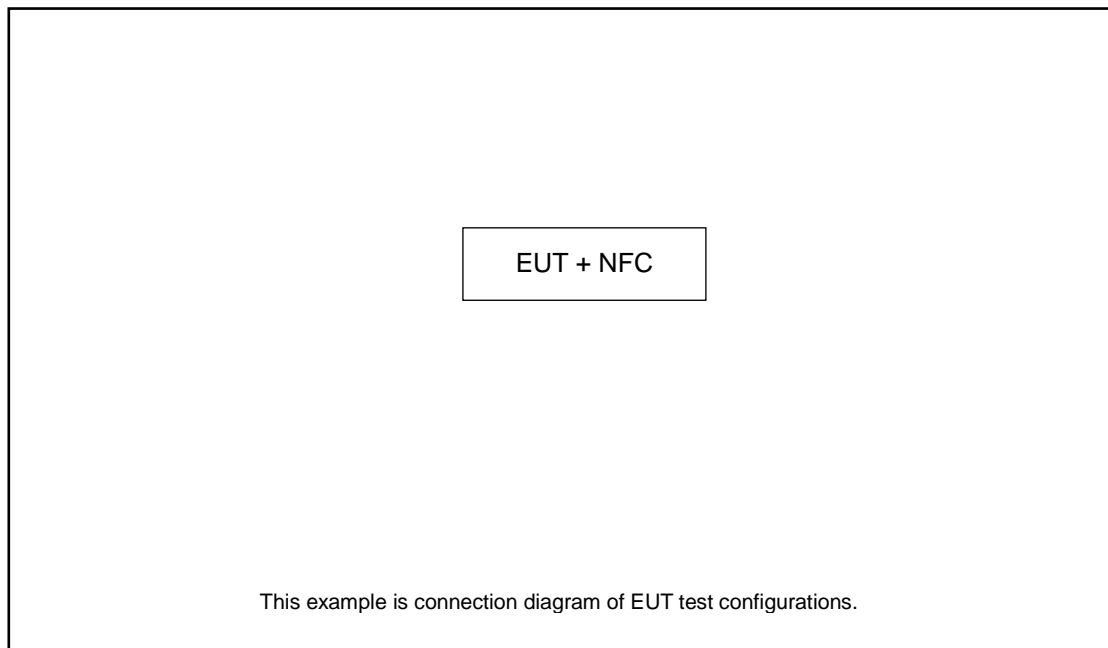 EUT + NFC
This example is connection diagram of EUT test configurations.